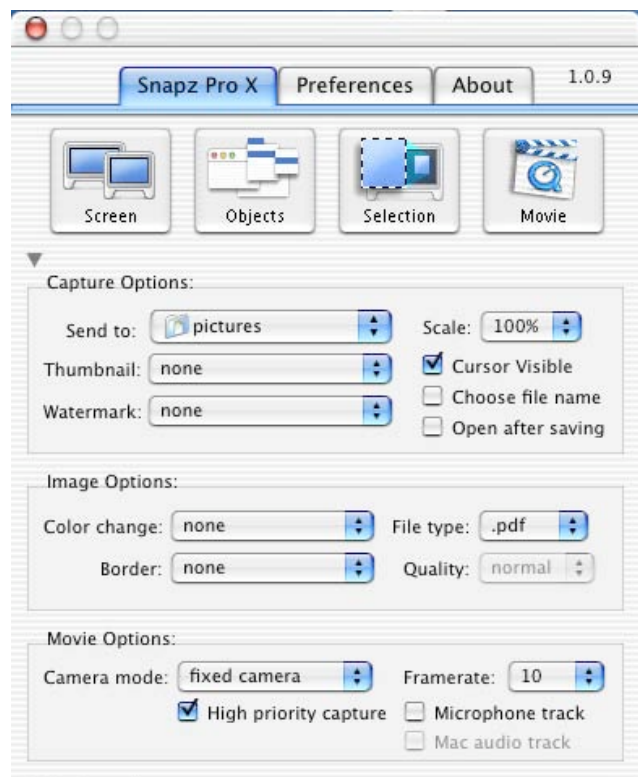 Snapz Pro X Preferences About 1.0.9
Screen Objects Selection Movie
Capture Options:
Send to: pictures Scale: 100%
Thumbnail: none Cursor Visible
Watermark: none Choose file name
Open after saving
Image Options:
Color change: none File type: .pdf
Border: none Quality: normal
Movie Options:
Camera mode: fixed camera Framerate: 10
High priority capture Microphone track
Mac audio track